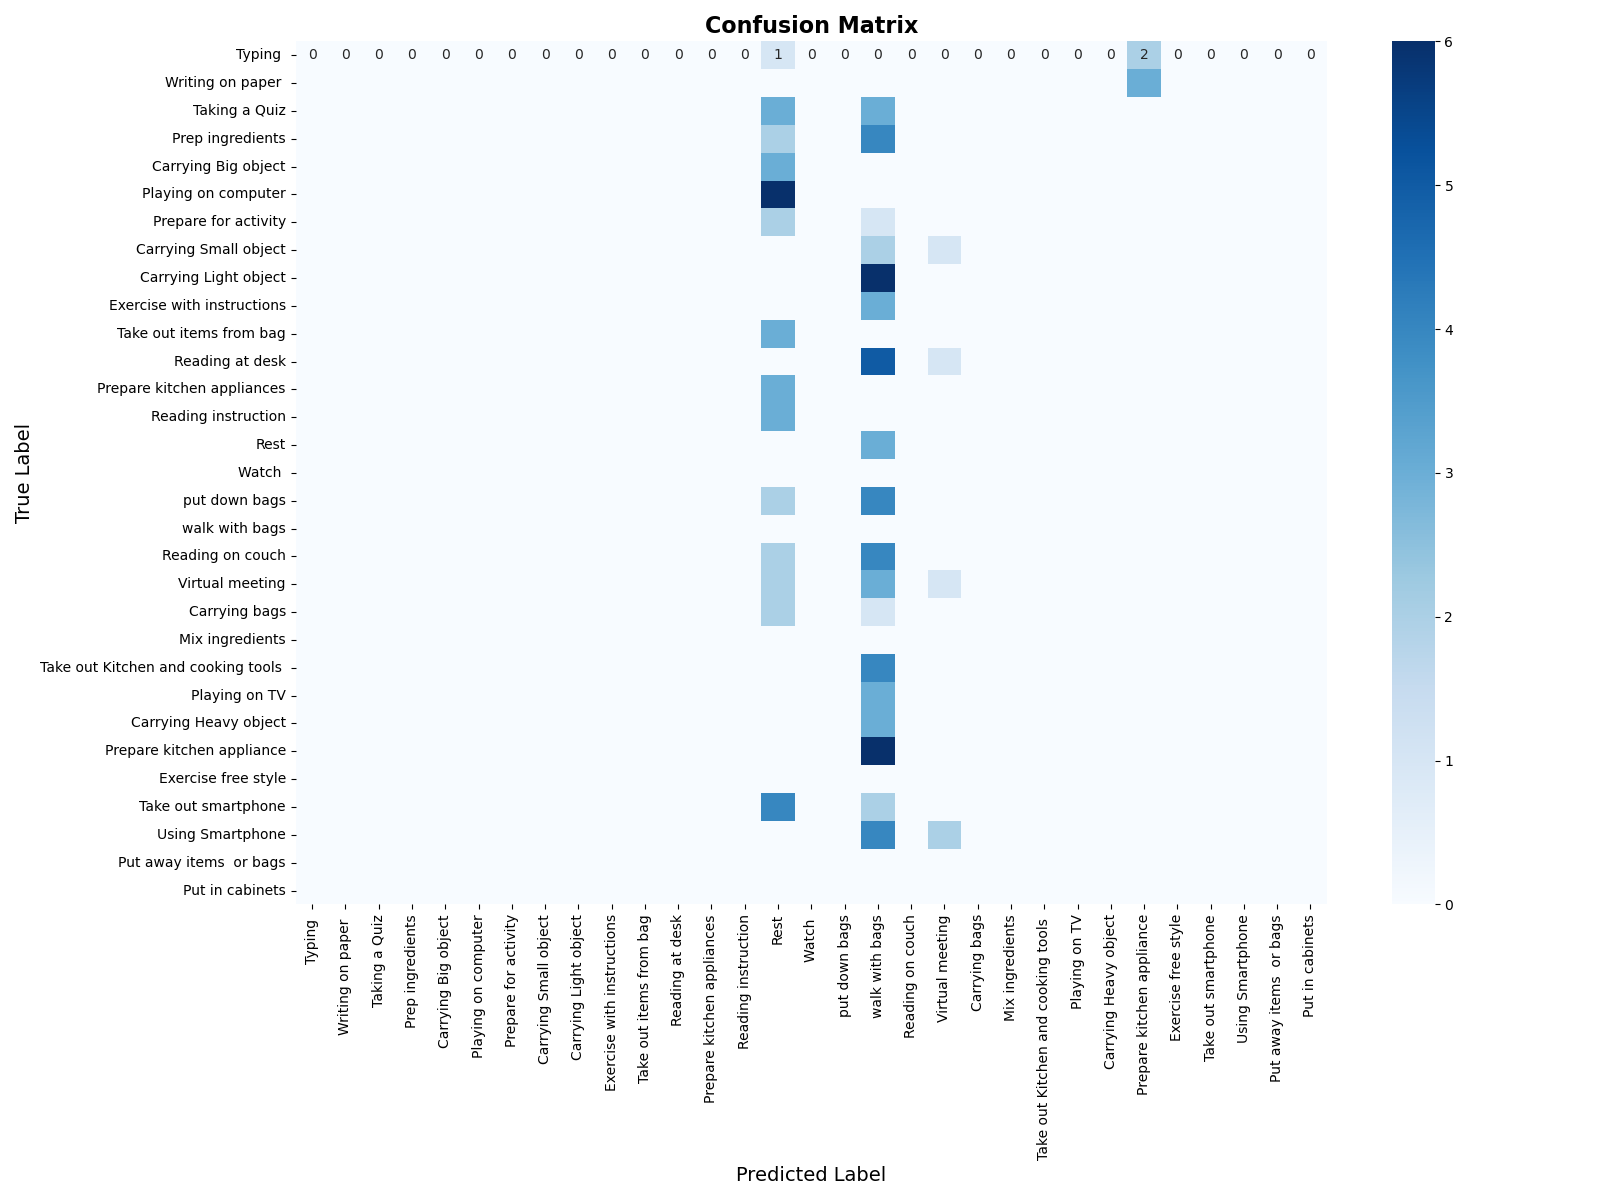 Confusion Matrix
Typing 0 0 0 0 0 0 0 0 0 0 0 0 0 0 1 0 0 0 0 0 0 0 0 0 0 2 0 0 0 0 0
Writing on paper
Taking a Quiz
Prep ingredients
Carrying Big object
Playing on computer
Prepare for activity
Carrying Small object
Carrying Light object
Exercise with instructions
Take out items from bag
Reading at desk
Prepare kitchen appliances
Reading instruction
Rest
Watch
put down bags
walk with bags
Reading on couch
Virtual meeting
Carrying bags
Mix ingredients
Take out Kitchen and cooking tools
Playing on TV
Carrying Heavy object
Prepare kitchen appliance
Exercise free style
Take out smartphone
Using Smartphone
Put away items  or bags
Put in cabinets
True Label
Typing
Writing on paper
Taking a Quiz
Prep ingredients
Carrying Big object
Playing on computer
Prepare for activity
Carrying Small object
Carrying Light object
Exercise with instructions
Take out items from bag
Reading at desk
Prepare kitchen appliances
Reading instruction
Rest
Watch
put down bags
walk with bags
Reading on couch
Virtual meeting
Carrying bags
Mix ingredients
Take out Kitchen and cooking tools
Playing on TV
Carrying Heavy object
Prepare kitchen appliance
Exercise free style
Take out smartphone
Using Smartphone
Put away items  or bags
Put in cabinets
Predicted Label
6
5
4
3
2
1
0